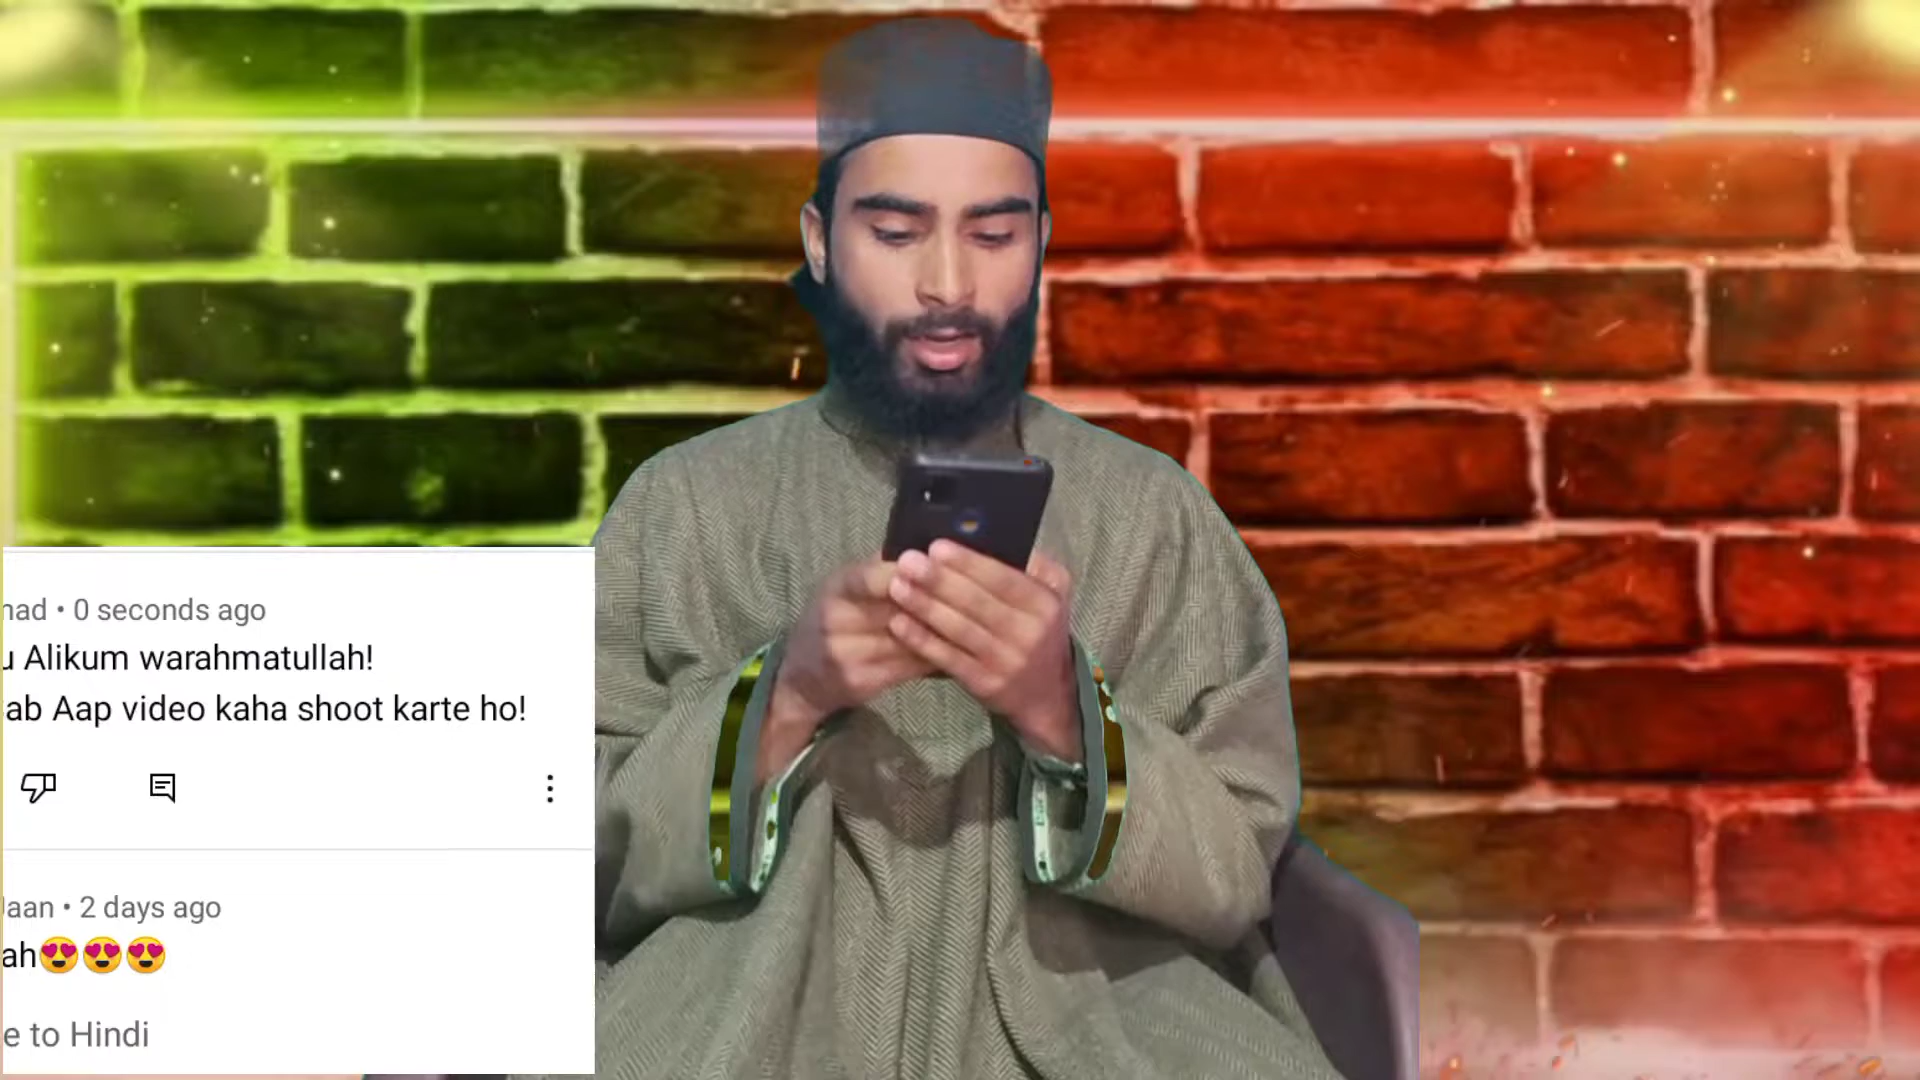 nad • 0 seconds ago
u Alikum warahmatullah!
ab Aap video kaha shoot karte ho!
Jaan • 2 days ago
ah😍😍😍
e to Hindi